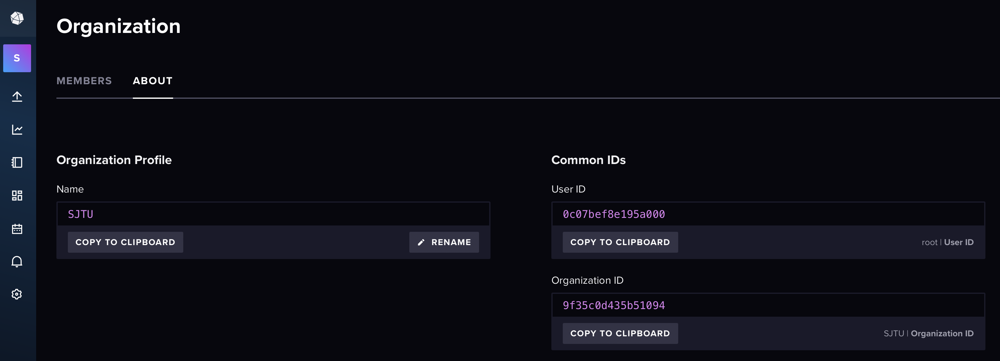 Organization
S
MEMBERS ABOUT
Organization Profile
Name
SJTU
COPY TO CLIPBOARD RENAME
Common IDs
User ID
0c07bef8e195a000
COPY TO CLIPBOARD root | User ID
Organization ID
9f35c0d435b51094
COPY TO CLIPBOARD SJTU | Organization ID